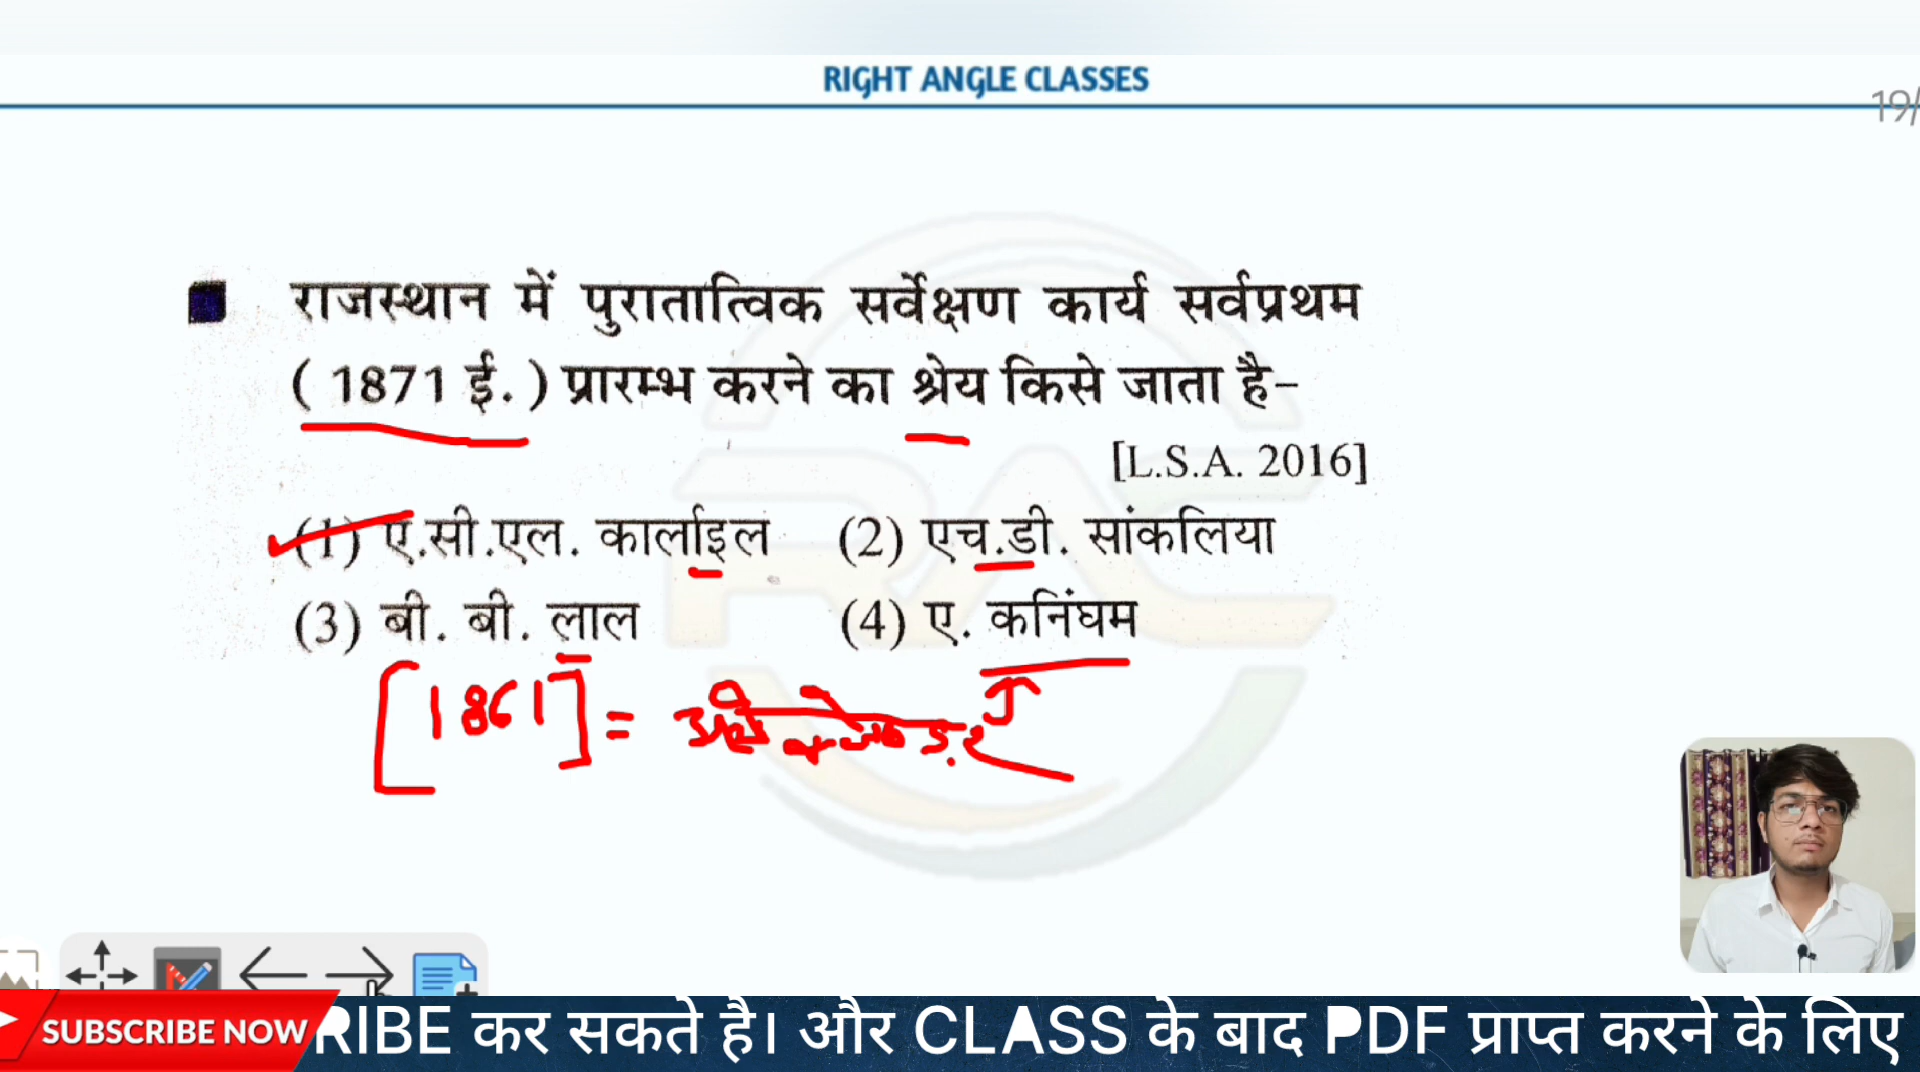 RIGHT ANGLE CLASSES
19/
राजस्थान में पुरातात्विक सर्वेक्षण कार्य सर्वप्रथम
( 1871 ई. ) प्रारम्भ करने का श्रेय किसे जाता है-
[L.S.A. 2016]
(1) ए.सी.एल. कार्लाइल (2) एच.डी. सांकलिया
(3) बी. बी. लाल (4) ए. कनिंघम
[1861] =
SUBSCRIBE NOW RIBE कर सकते है। और CLASS के बाद PDF प्राप्त करने के लिए